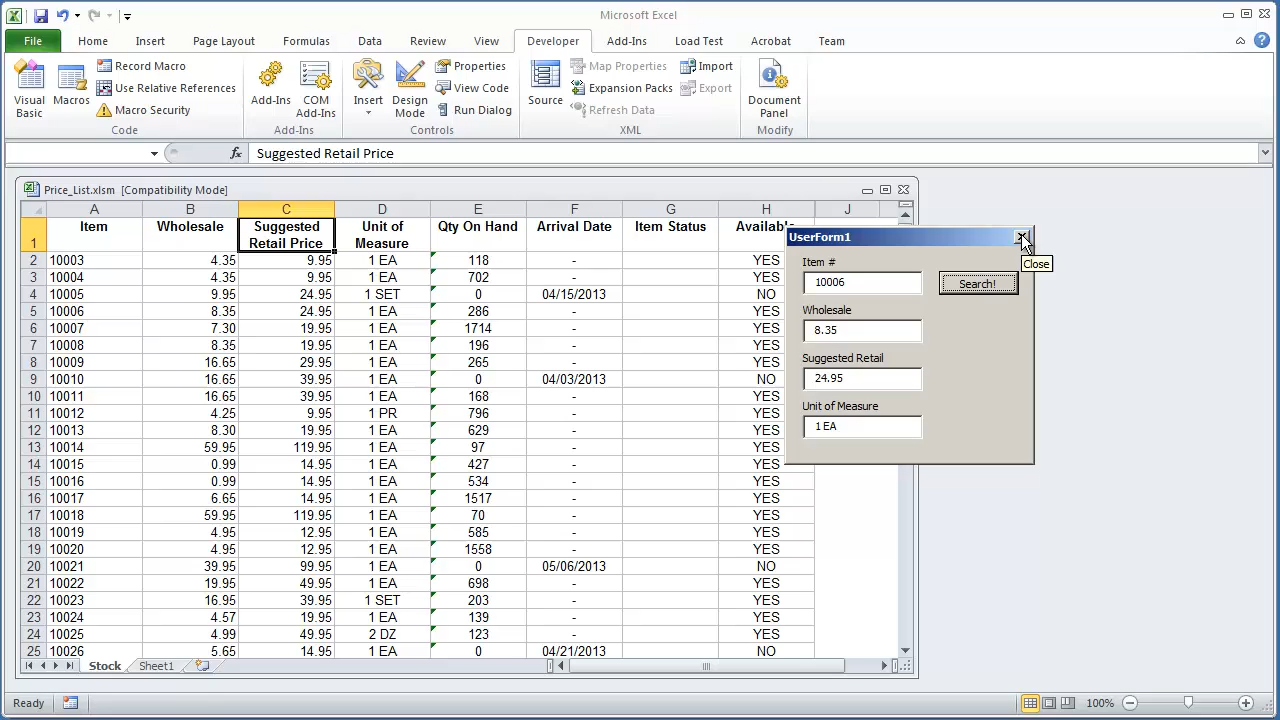 Microsoft Excel
File Home Insert Page Layout Formulas Data Review View Developer Add-Ins Load Test Acrobat Team
Visual Basic
Macros
Record Macro
Use Relative References
Macro Security
Code
Add-Ins
COM Add-Ins
Add-Ins
Insert
Design Mode
Properties
View Code
Run Dialog
Controls
Source
Map Properties
Expansion Packs
Refresh Data
Import
Export
XML
Document Panel
Modify
fx Suggested Retail Price
Price_List.xlsm [Compatibility Mode]
A B C D E F G H J
1 Item Wholesale Suggested Retail Price Unit of Measure Qty On Hand Arrival Date Item Status Available
2 10003 4.35 9.95 1 EA 118 - YES
3 10004 4.35 9.95 1 EA 702 - YES
4 10005 9.95 24.95 1 SET 0 04/15/2013 NO
5 10006 8.35 24.95 1 EA 286 - YES
6 10007 7.30 19.95 1 EA 1714 - YES
7 10008 8.35 19.95 1 EA 196 - YES
8 10009 16.65 29.95 1 EA 265 - YES
9 10010 16.65 39.95 1 EA 0 04/03/2013 NO
10 10011 16.65 39.95 1 EA 168 - YES
11 10012 4.25 9.95 1 PR 796 - YES
12 10013 8.30 19.95 1 EA 629 - YES
13 10014 59.95 119.95 1 EA 97 - YES
14 10015 0.99 14.95 1 EA 427 - YES
15 10016 0.99 14.95 1 EA 534 - YES
16 10017 6.65 14.95 1 EA 1517 - YES
17 10018 59.95 119.95 1 EA 70 - YES
18 10019 4.95 12.95 1 EA 585 - YES
19 10020 4.95 12.95 1 EA 1558 - YES
20 10021 39.95 99.95 1 EA 0 05/06/2013 NO
21 10022 19.95 49.95 1 EA 698 - YES
22 10023 16.95 39.95 1 SET 203 - YES
23 10024 4.57 19.95 1 EA 139 - YES
24 10025 4.99 49.95 2 DZ 123 - YES
25 10026 5.65 14.95 1 EA 0 04/21/2013 NO
UserForm1
Close
Item #
10006
Search!
Wholesale
8.35
Suggested Retail
24.95
Unit of Measure
1 EA
Stock Sheet1
Ready
100%